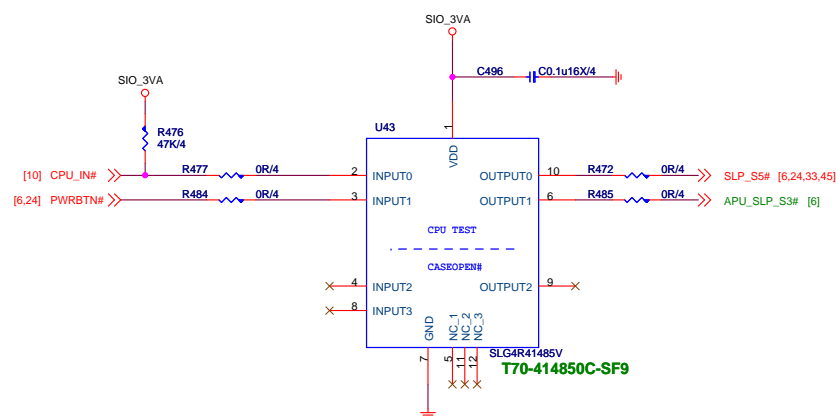 SIO_3VA
C496 C0.1u16X/4
SIO_3VA
R476
47K/4
U43
1
VDD
[10] CPU_IN# R477 0R/4 2 INPUT0 OUTPUT0 10 R472 0R/4 SLP_S5# [6,24,33,45]
[6,24] PWRBTN# R484 0R/4 3 INPUT1 OUTPUT1 6 R485 0R/4 APU_SLP_S3# [6]
CPU TEST
CASEOPEN#
4 INPUT2 OUTPUT2 9
8 INPUT3
GND NC_1 NC_2 NC_3
7 5 11 12
SLG4R41485V
T70-414850C-SF9